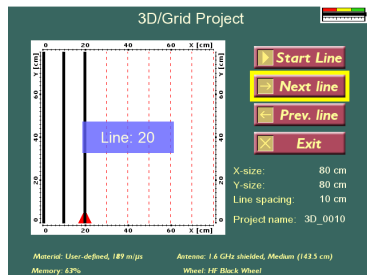 3D/Grid Project
0 20 40 60 X [cm]
Y [cm]
60
40
20
0
Line: 20
Start Line
Next line
Prev. line
Exit
X-size: 80 cm
Y-size: 80 cm
Line spacing: 10 cm
Project name: 3D_0010
Material: User-defined, 189 m/µs Antenna: 1.6 GHz shielded, Medium (143.5 cm)
Memory: 63% Wheel: HF Black Wheel